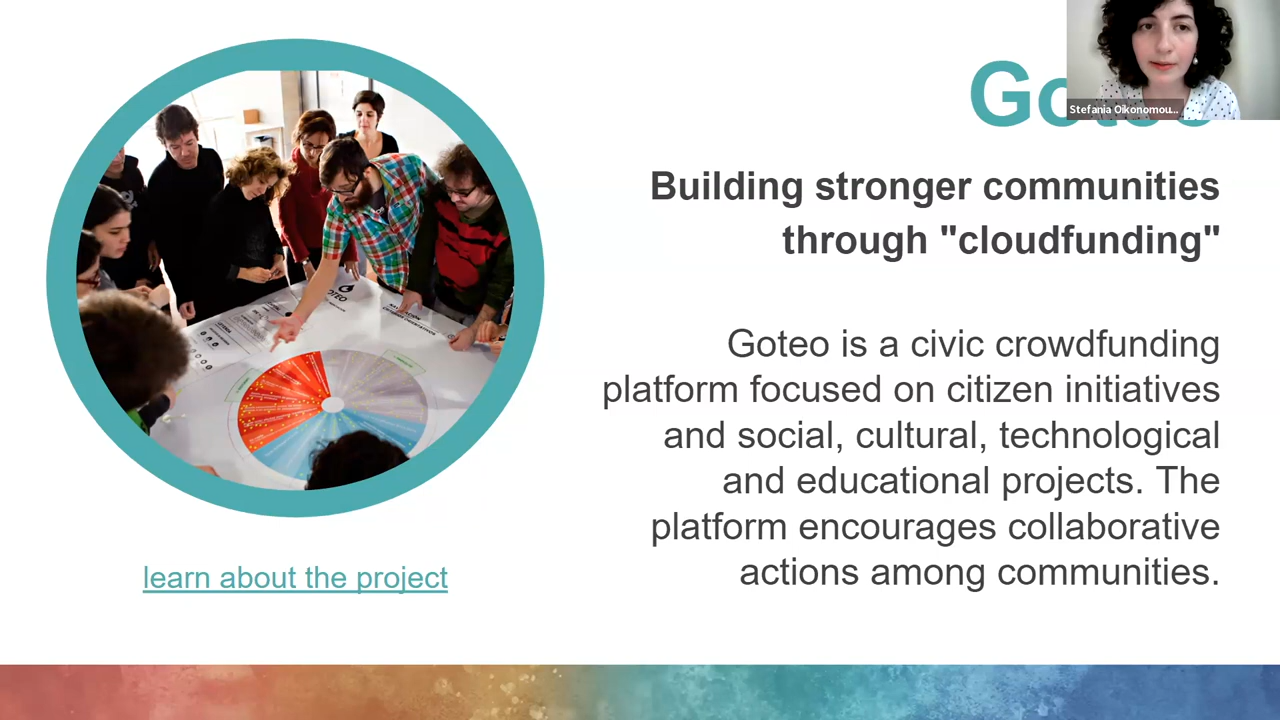 Goteo
Stefania Oikonomou...
Building stronger communities
through "cloudfunding"
Goteo is a civic crowdfunding
platform focused on citizen initiatives
and social, cultural, technological
and educational projects. The
platform encourages collaborative
actions among communities.
learn about the project